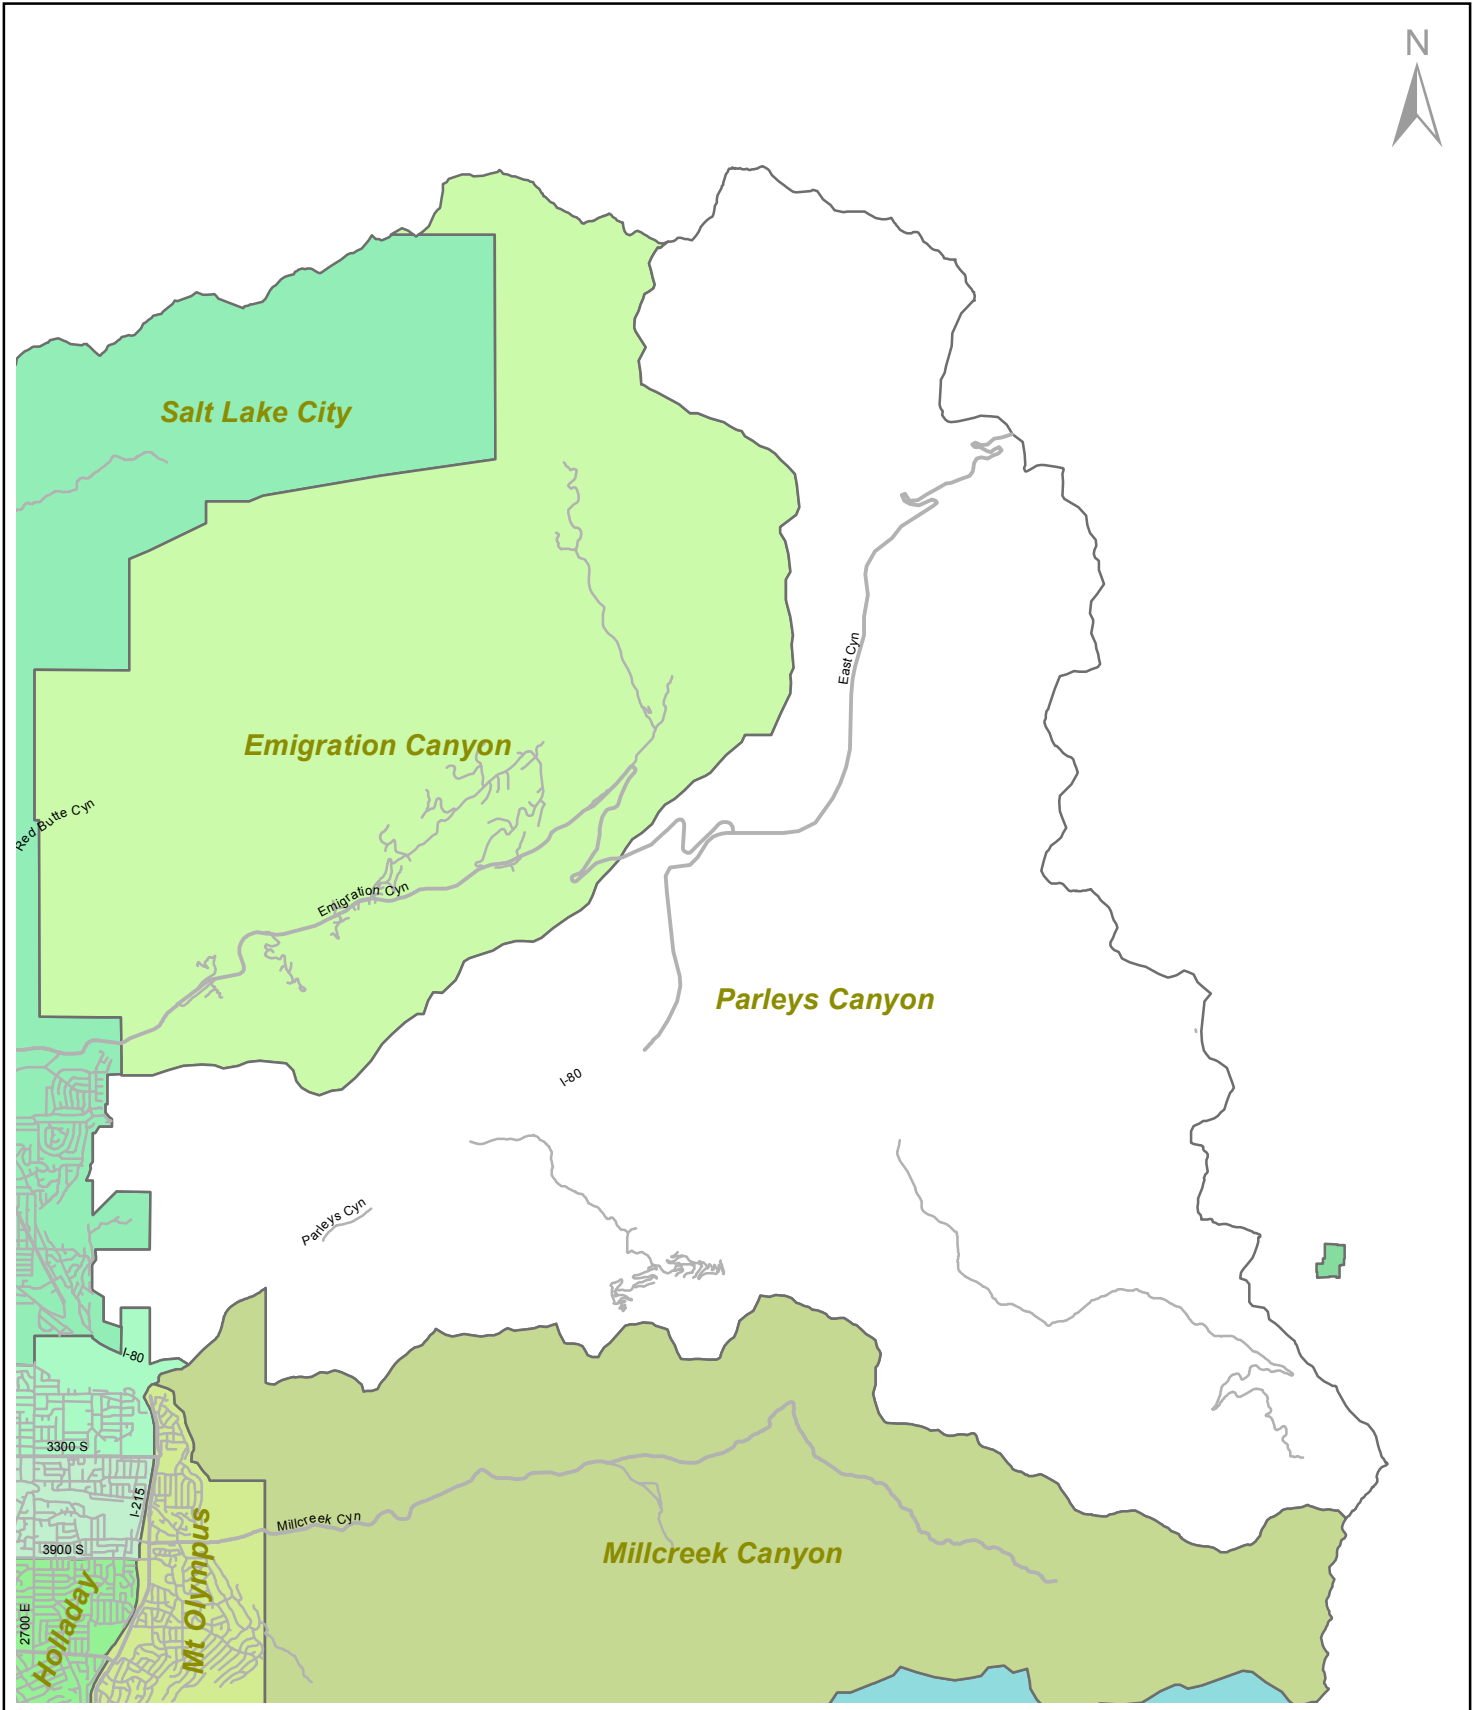 N
Salt Lake City
East Cyn
Emigration Canyon
Red Butte Cyn
Emigration Cyn
Parleys Canyon
I-80
Parleys Cyn
I-80
3300 S
I-215
Millcreek Cyn
3900 S
Millcreek Canyon
Mt Olympus
Holladay
2700 E